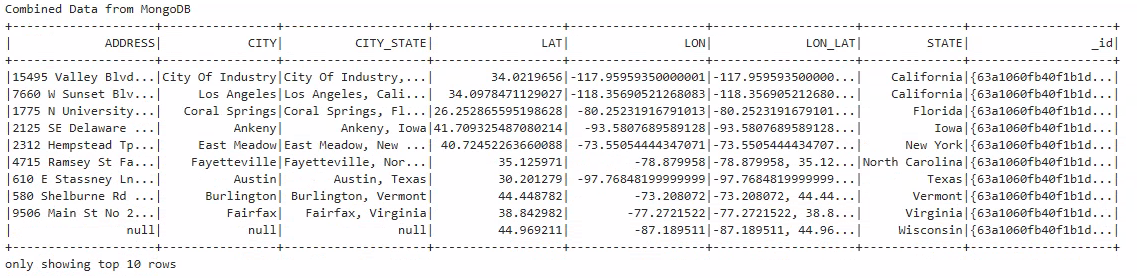 Combined Data from MongoDB
+--------------------+----------------+--------------------+------------------+-------------------+--------------------+--------------+--------------------+
|             ADDRESS|            CITY|          CITY_STATE|               LAT|                LON|             LON_LAT|         STATE|                 _id|
+--------------------+----------------+--------------------+------------------+-------------------+--------------------+--------------+--------------------+
|15495 Valley Blvd...|City Of Industry|City Of Industry,...|        34.0219656|-117.95959350000001|-117.959593500000...|    California|{63a1060fb40f1b1d...|
|7660 W Sunset Blv...|     Los Angeles|Los Angeles, Cali...|  34.0978471129027|-118.35690521268083|-118.356905212680...|    California|{63a1060fb40f1b1d...|
|1775 N University...|   Coral Springs|Coral Springs, Fl...|26.252865595198628| -80.25231916791013|-80.2523191679101...|       Florida|{63a1060fb40f1b1d...|
|2125 SE Delaware ...|          Ankeny|        Ankeny, Iowa|41.709325487080214|  -93.5807689589128|-93.5807689589128...|          Iowa|{63a1060fb40f1b1d...|
|2312 Hempstead Tp...|     East Meadow|East Meadow, New ...| 40.72452263660088| -73.55054444347071|-73.5505444434707...|      New York|{63a1060fb40f1b1d...|
|4715 Ramsey St Fa...|    Fayetteville|Fayetteville, Nor...|         35.125971|         -78.879958|-78.879958, 35.12...|North Carolina|{63a1060fb40f1b1d...|
|610 E Stassney Ln...|          Austin|       Austin, Texas|         30.201279| -97.76848199999999|-97.7684819999999...|         Texas|{63a1060fb40f1b1d...|
|580 Shelburne Rd ...|      Burlington| Burlington, Vermont|         44.448782|         -73.208072|-73.208072, 44.44...|       Vermont|{63a1060fb40f1b1d...|
|9506 Main St No 2...|         Fairfax|   Fairfax, Virginia|         38.842982|        -77.2721522|-77.2721522, 38.8...|      Virginia|{63a1060fb40f1b1d...|
|                null|            null|                null|         44.969211|         -87.189511|-87.189511, 44.96...|     Wisconsin|{63a1060fb40f1b1d...|
+--------------------+----------------+--------------------+------------------+-------------------+--------------------+--------------+--------------------+
only showing top 10 rows